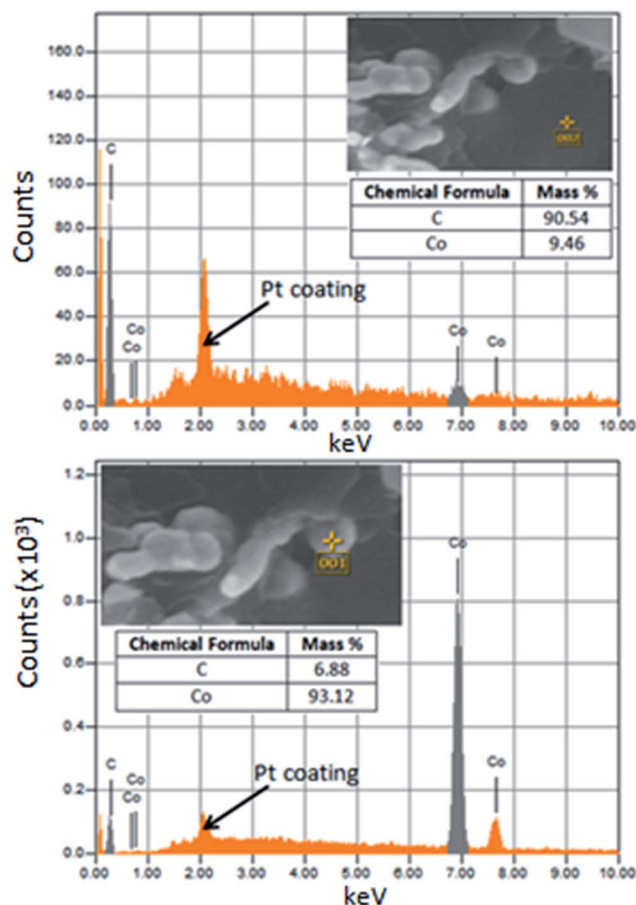 160.0
140.0
120.0
100.0
80.0
60.0
40.0
20.0
0.0
Counts
C
Co
Co
Pt coating
Co
Co
002
Chemical Formula Mass %
C 90.54
Co 9.46
0.00 1.00 2.00 3.00 4.00 5.00 6.00 7.00 8.00 9.00 10.00
keV
1.2
1.0
0.8
0.6
0.4
0.2
0.0
Counts (x10³)
001
Chemical Formula Mass %
C 6.88
Co 93.12
C
Co
Co
Pt coating
Co
Co
0.00 1.00 2.00 3.00 4.00 5.00 6.00 7.00 8.00 9.00 10.00
keV